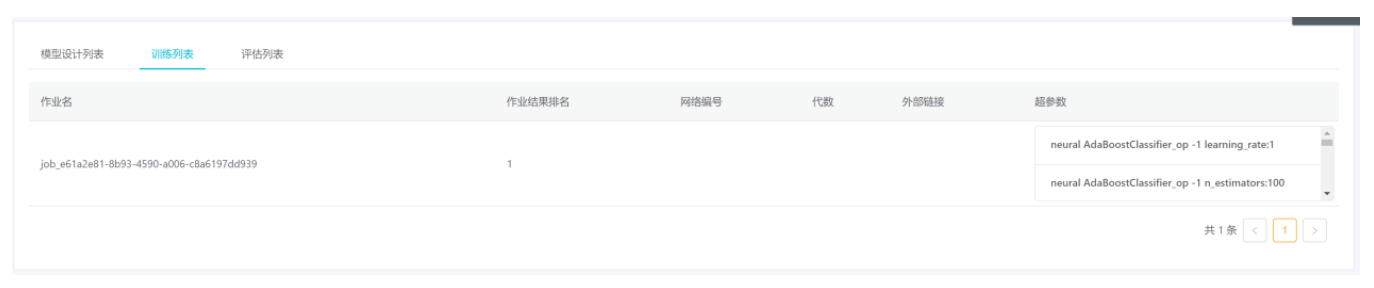 模型设计列表 训练列表 评估列表
作业名 作业结果排名 网络编号 代数 外部链接 超参数
job_e61a2e81-8b93-4590-a006-c8a6197dd939 1 neural AdaBoostClassifier_op -1 learning_rate:1
neural AdaBoostClassifier_op -1 n_estimators:100
共 1 条 < 1 >